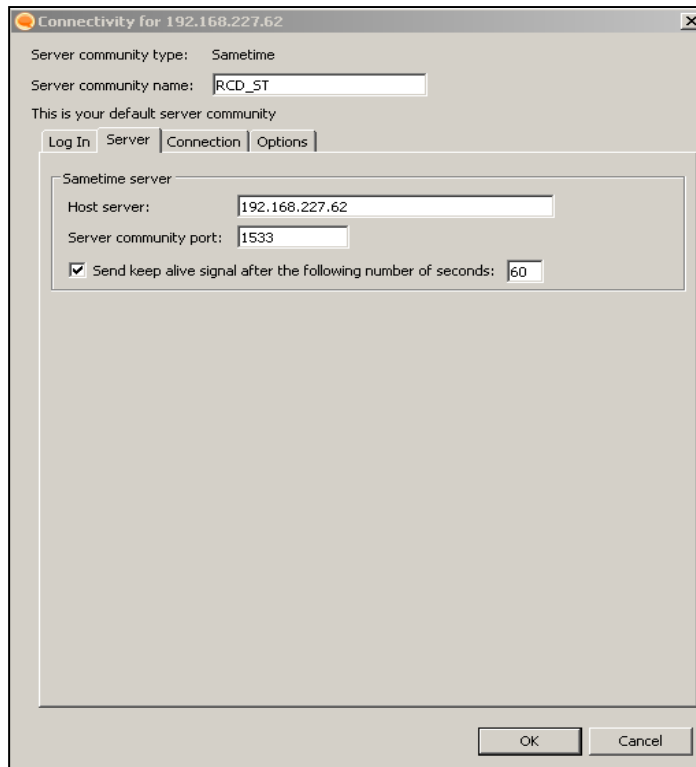 Connectivity for 192.168.227.62
Server community type: Sametime
Server community name: RCD_ST
This is your default server community
Log In Server Connection Options
Sametime server
Host server: 192.168.227.62
Server community port: 1533
Send keep alive signal after the following number of seconds: 60
OK Cancel